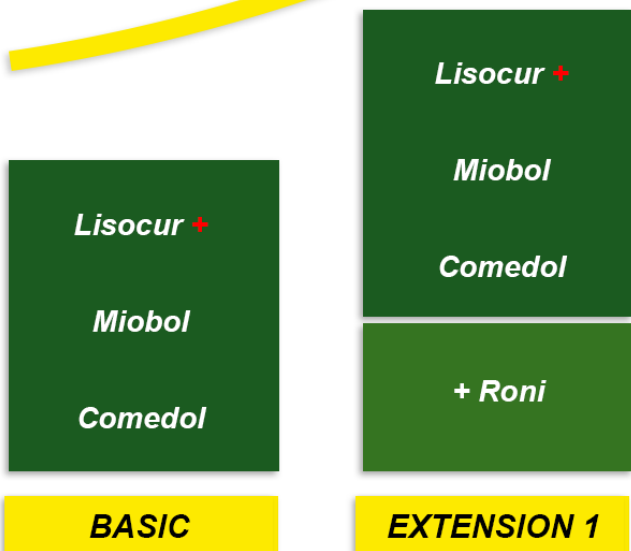 Lisocur +
Miobol
Comedol
BASIC
Lisocur +
Miobol
Comedol
+ Roni
EXTENSION 1